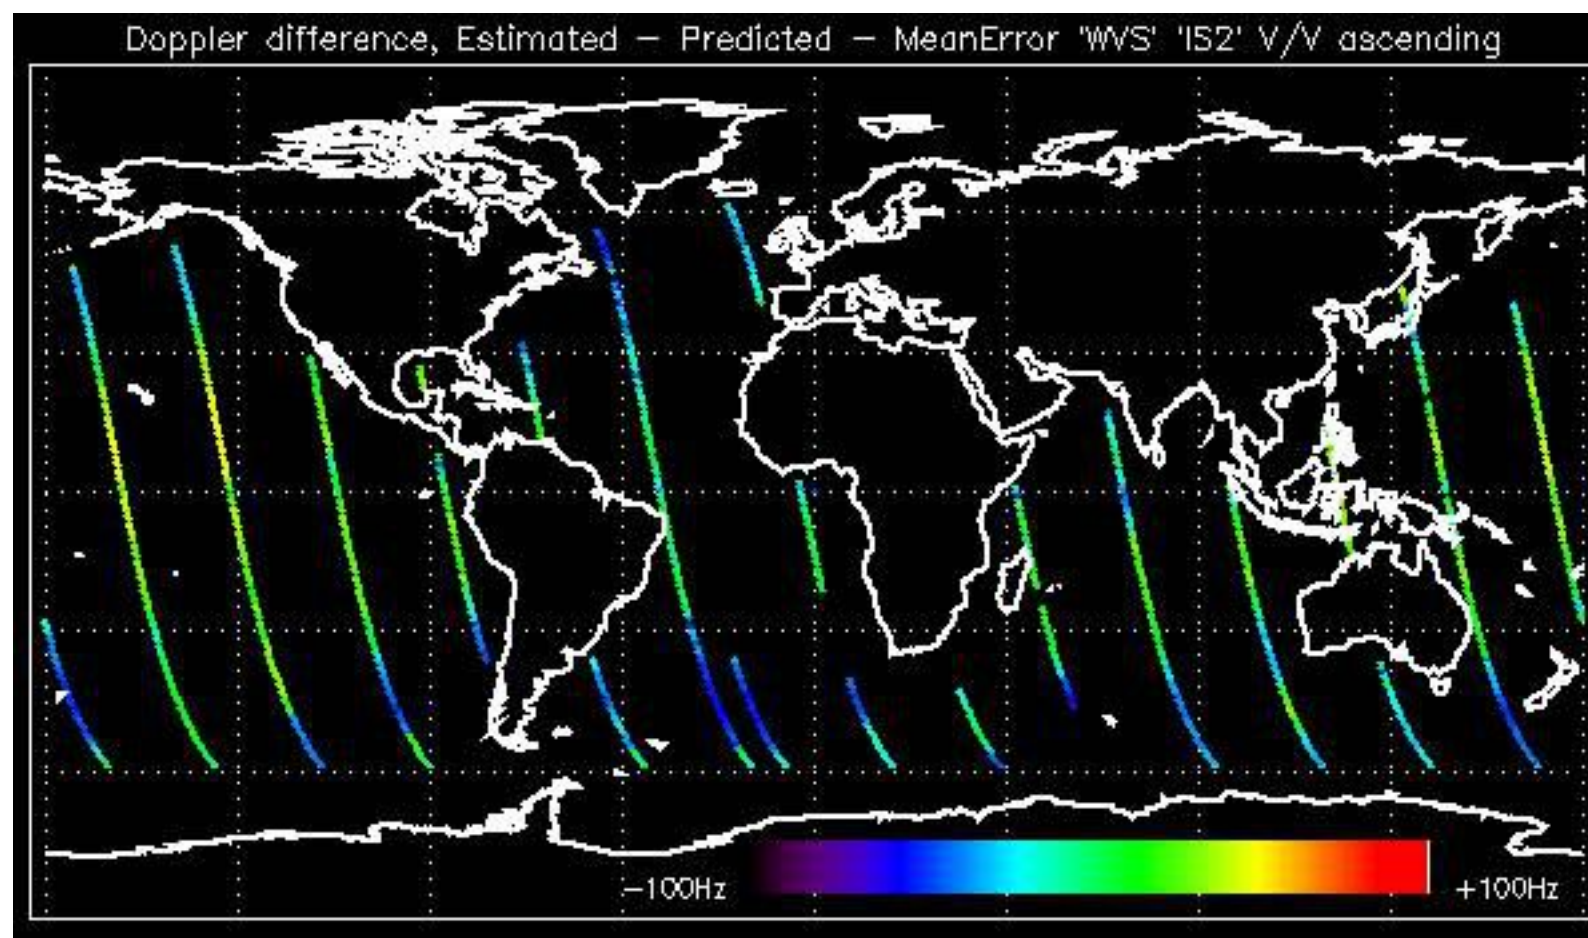 Doppler difference, Estimated – Predicted – MeanError 'WVS' 'IS2' V/V ascending
–100Hz
+100Hz